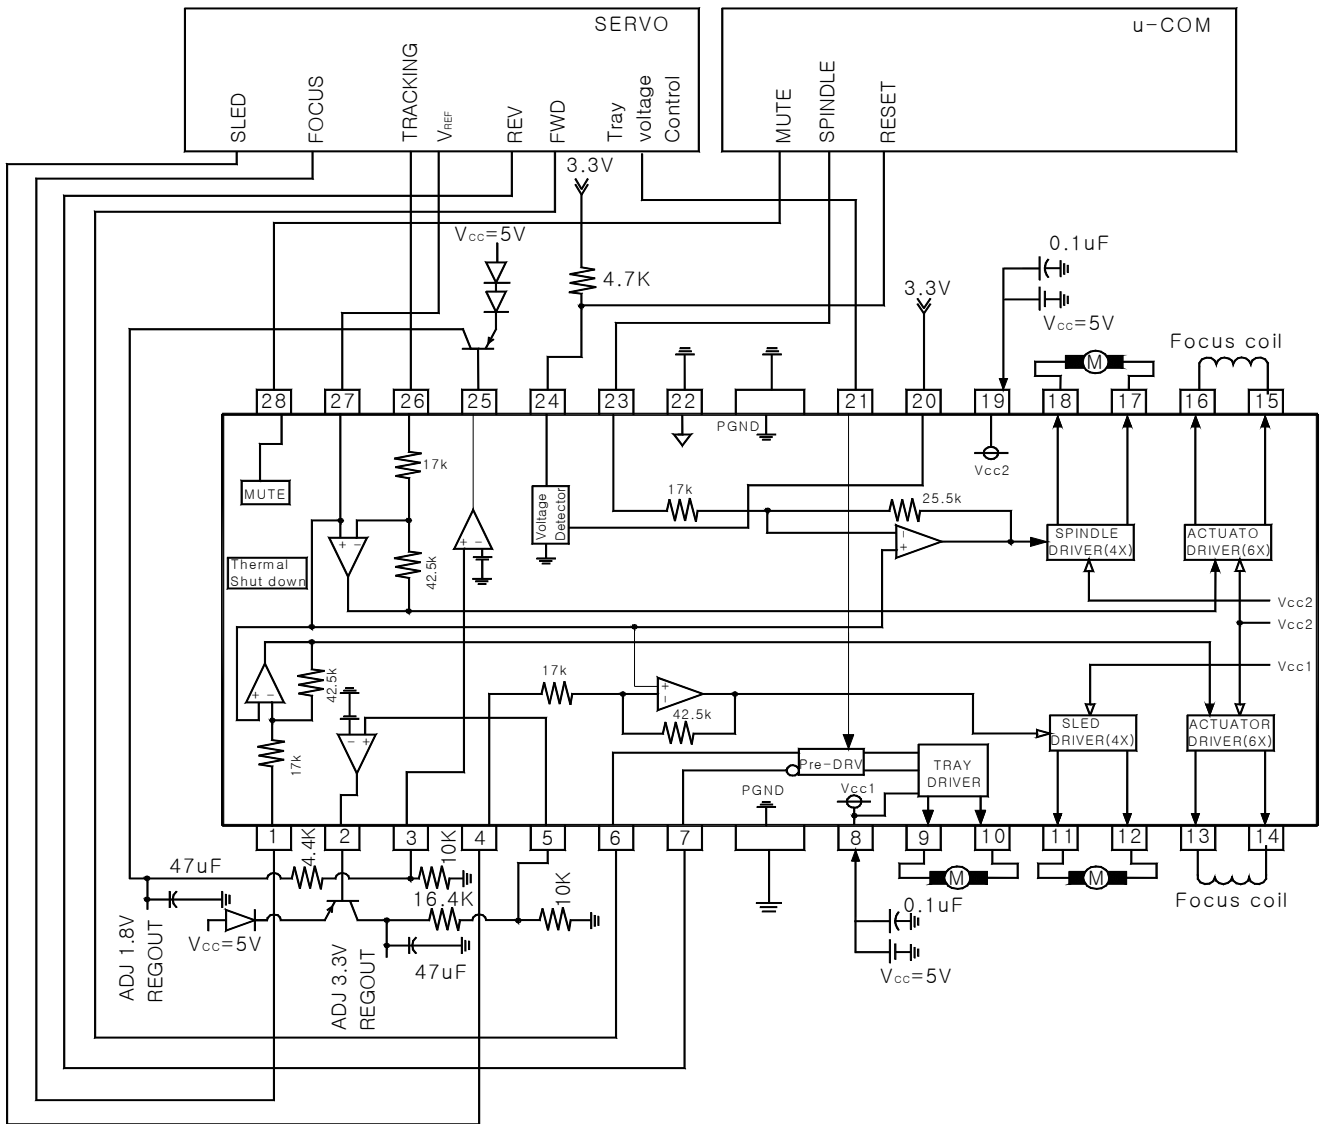 SERVO
u-COM
SLED
FOCUS
TRACKING
VREF
REV
FWD
Tray
voltage
Control
MUTE
SPINDLE
RESET
3.3V
Vcc=5V
4.7K
3.3V
0.1uF
Vcc=5V
Focus coil
M
28
27
26
25
24
23
22
21
20
19
18
17
16
15
PGND
Vcc2
17k
MUTE
Voltage
Detector
17k
25.5k
SPINDLE
DRIVER(4X)
ACTUATO
DRIVER(6X)
Thermal
Shut down
42.5k
Vcc2
Vcc2
Vcc1
42.5k
17k
42.5k
17k
SLED
DRIVER(4X)
ACTUATOR
DRIVER(6X)
Pre-DRV
TRAY
DRIVER
PGND
Vcc1
1
2
3
4
5
6
7
8
9
10
11
12
13
14
4.4K
10K
47uF
16.4K
10K
M
M
Focus coil
0.1uF
Vcc=5V
Vcc=5V
47uF
ADJ 1.8V
REGOUT
ADJ 3.3V
REGOUT